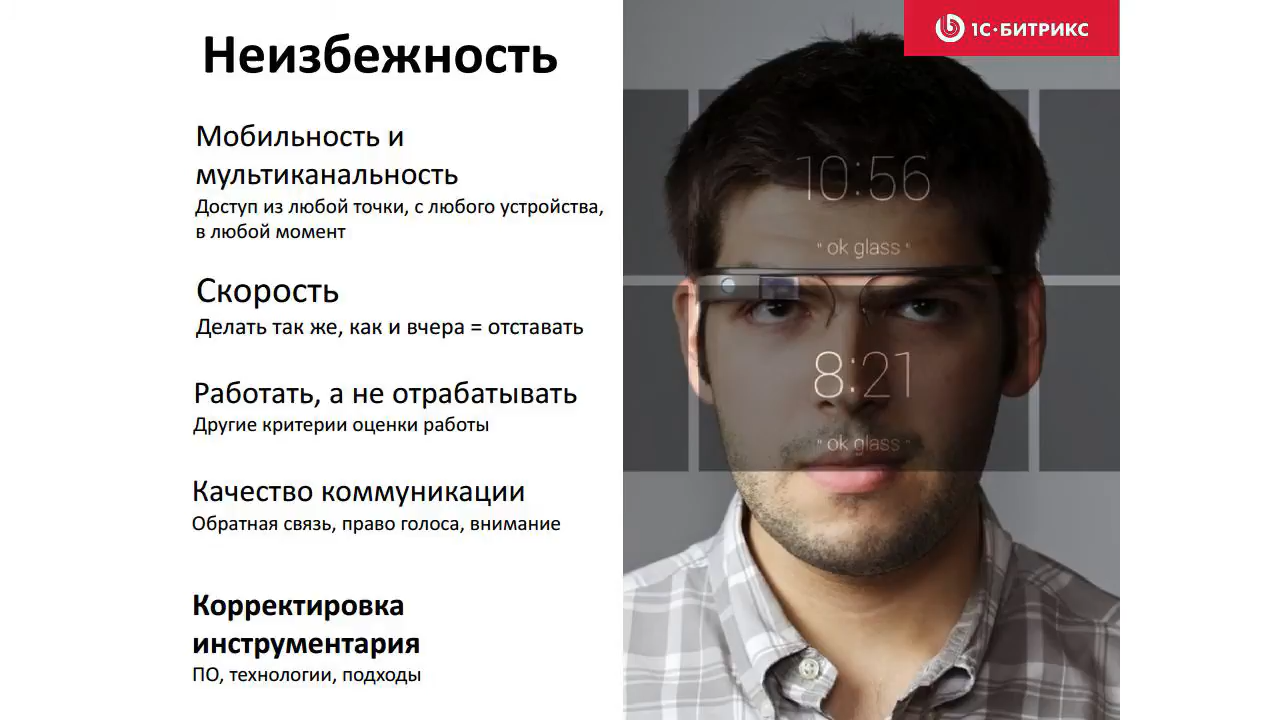 Неизбежность
Мобильность и
мультиканальность
Доступ из любой точки, с любого устройства,
в любой момент
Скорость
Делать так же, как и вчера = отставать
Работать, а не отрабатывать
Другие критерии оценки работы
Качество коммуникации
Обратная связь, право голоса, внимание
Корректировка
инструментария
ПО, технологии, подходы
1С·БИТРИКС
10:56
"ok glass"
8:21
"ok glass"